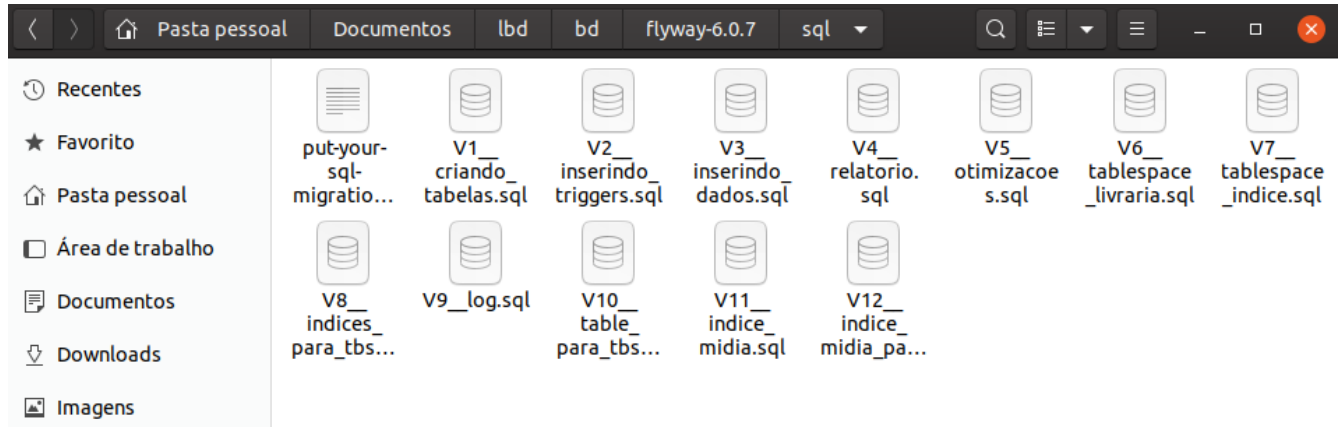 Pasta pessoal Documentos lbd bd flyway-6.0.7 sql
Recentes
Favorito
Pasta pessoal
Área de trabalho
Documentos
Downloads
Imagens
put-your-
sql-
migratio...
V1__
criando_
tabelas.sql
V2__
inserindo_
triggers.sql
V3__
inserindo_
dados.sql
V4__
relatorio.
sql
V5__
otimizacoe
s.sql
V6__
tablespace
_livraria.sql
V7__
tablespace
_indice.sql
V8__
indices_
para_tbs...
V9__log.sql
V10__
table_
para_tbs...
V11__
indice_
midia.sql
V12__
indice_
midia_pa...